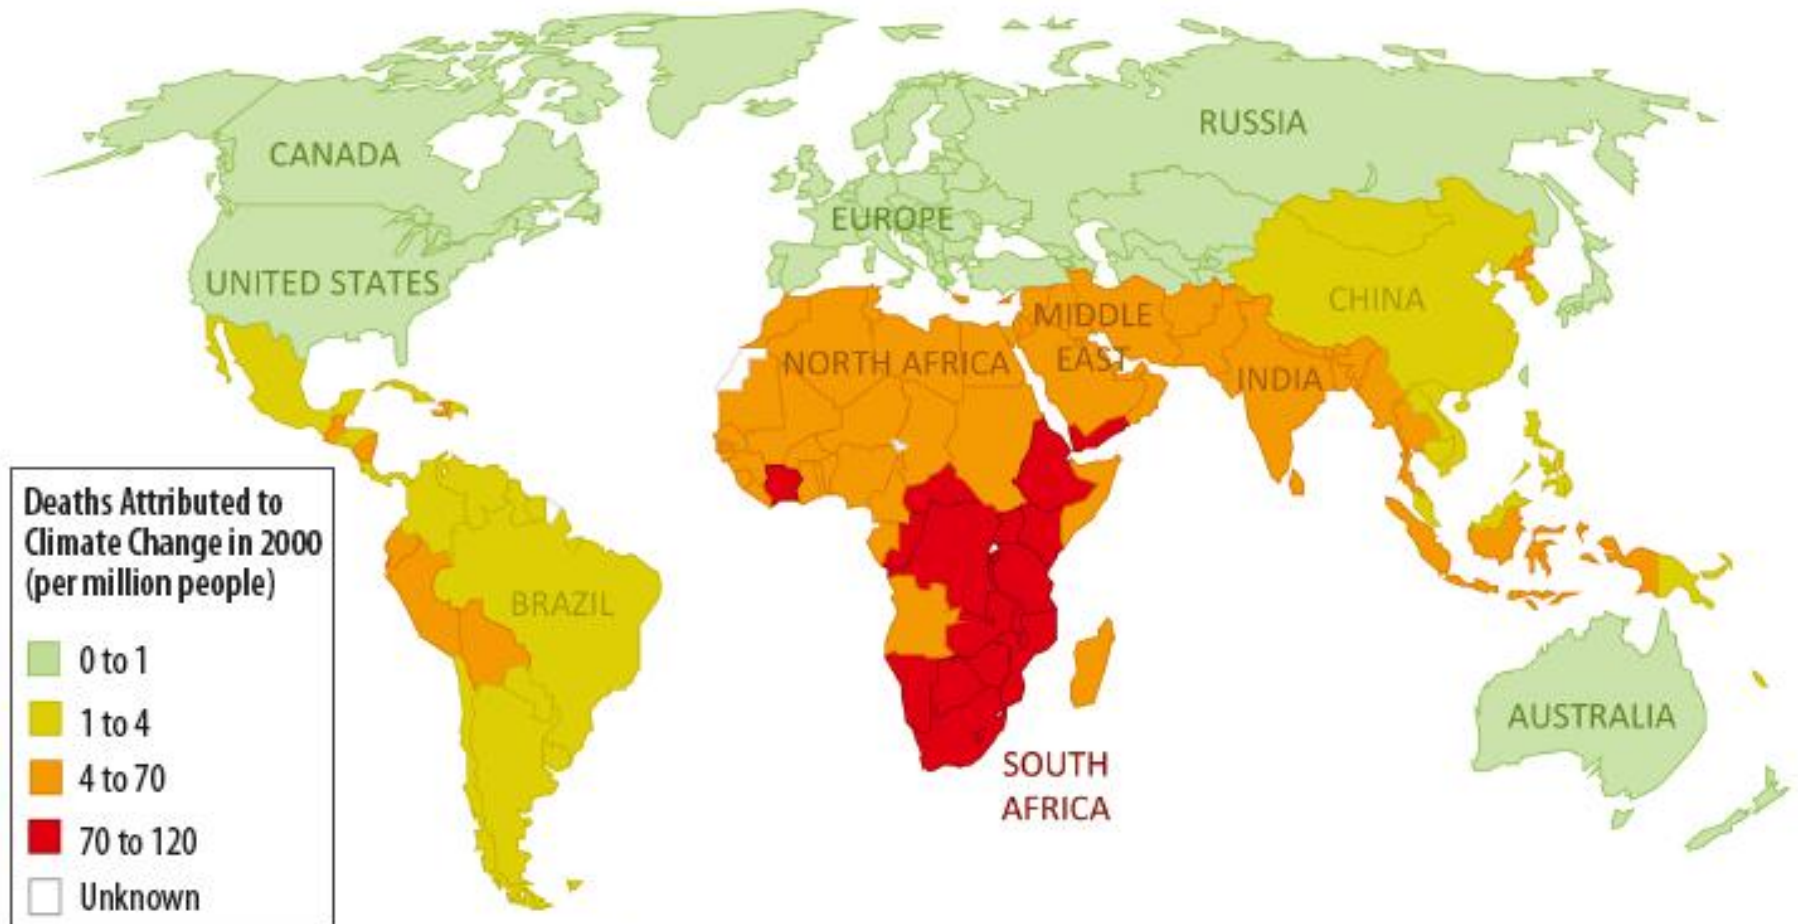 CANADA
RUSSIA
EUROPE
UNITED STATES
CHINA
MIDDLE
EAST
NORTH AFRICA
INDIA
BRAZIL
SOUTH
AFRICA
AUSTRALIA
Deaths Attributed to
Climate Change in 2000
(per million people)
0 to 1
1 to 4
4 to 70
70 to 120
Unknown